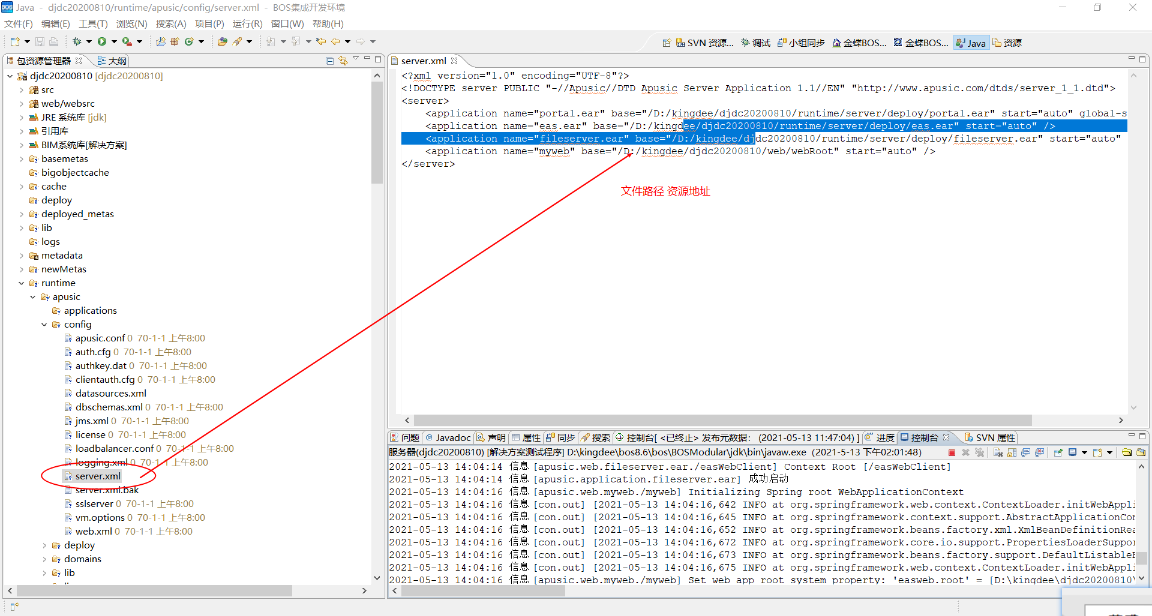 Java - djdc20200810/runtime/apusic/config/server.xml - BOS集成开发环境
文件(F) 编辑(E) 工具(T) 浏览(N) 搜索(A) 项目(P) 运行(R) 窗口(W) 帮助(H)
SVN 资源... 调试 小组同步 金蝶BOS... 金蝶BOS... Java 资源
包资源管理器 大纲
djdc20200810 [djdc20200810]
src
web/websrc
JRE 系统库 [jdk]
引用库
BIM系统库[解决方案]
basemetas
bigobjectcache
cache
deploy
deployed_metas
lib
logs
metadata
newMetas
runtime
apusic
applications
config
apusic.conf 0 70-1-1 上午8:00
auth.cfg 0 70-1-1 上午8:00
authkey.dat 0 70-1-1 上午8:00
clientauth.cfg 0 70-1-1 上午8:00
datasources.xml
dbschemas.xml 0 70-1-1 上午8:00
jms.xml 0 70-1-1 上午8:00
license 0 70-1-1 上午8:00
loadbalancer.conf 0 70-1-1 上午8:00
logging.xml 0 70-1-1 上午8:00
server.xml
server.xml.bak
sslserver 0 70-1-1 上午8:00
vm.options 0 70-1-1 上午8:00
web.xml 0 70-1-1 上午8:00
deploy
domains
lib
server.xml
<?xml version="1.0" encoding="UTF-8"?>
<!DOCTYPE server PUBLIC "-//Apusic//DTD Apusic Server Application 1.1//EN" "http://www.apusic.com/dtds/server_1_1.dtd">
<server>
<application name="portal.ear" base="/D:/kingdee/djdc20200810/runtime/server/deploy/portal.ear" start="auto" global-s
<application name="eas.ear" base="/D:/kingdee/djdc20200810/runtime/server/deploy/eas.ear" start="auto" />
<application name="fileserver.ear" base="/D:/kingdee/djdc20200810/runtime/server/deploy/fileserver.ear" start="auto"
<application name="myweb" base="/D:/kingdee/djdc20200810/web/webRoot" start="auto" />
</server>
文件路径 资源地址
问题 Javadoc 声明 属性 同步 搜索 控制台[ <已终止> 发布元数据: (2021-05-13 11:47:04) ] 进度 控制台 SVN 属性
服务器(djdc20200810) [解决方案测试程序] D:\kingdee\bos8.6\bos\BOSModular\jdk\bin\javaw.exe (2021-05-13 下午02:01:48)
2021-05-13 14:04:14 信息 [apusic.web.fileserver.ear./easWebClient] Context Root [/easWebClient]
2021-05-13 14:04:14 信息 [apusic.application.fileserver.ear] 成功启动
2021-05-13 14:04:16 信息 [apusic.web.myweb./myweb] Initializing Spring root WebApplicationContext
2021-05-13 14:04:16 信息 [con.out] [2021-05-13 14:04:16,642 INFO at org.springframework.web.context.ContextLoader.initWebAppl
2021-05-13 14:04:16 信息 [con.out] [2021-05-13 14:04:16,645 INFO at org.springframework.context.support.AbstractApplicationCon
2021-05-13 14:04:16 信息 [con.out] [2021-05-13 14:04:16,652 INFO at org.springframework.beans.factory.xml.XmlBeanDefinitionRea
2021-05-13 14:04:16 信息 [con.out] [2021-05-13 14:04:16,672 INFO at org.springframework.core.io.support.PropertiesLoaderSuppor
2021-05-13 14:04:16 信息 [con.out] [2021-05-13 14:04:16,673 INFO at org.springframework.beans.factory.support.DefaultListableB
2021-05-13 14:04:16 信息 [con.out] [2021-05-13 14:04:16,675 INFO at org.springframework.web.context.ContextLoader.initWebAppli
2021-05-13 14:04:16 信息 [apusic.web.myweb./myweb] Set web app root system property: 'easweb.root' = [D:\kingdee\djdc20200810\